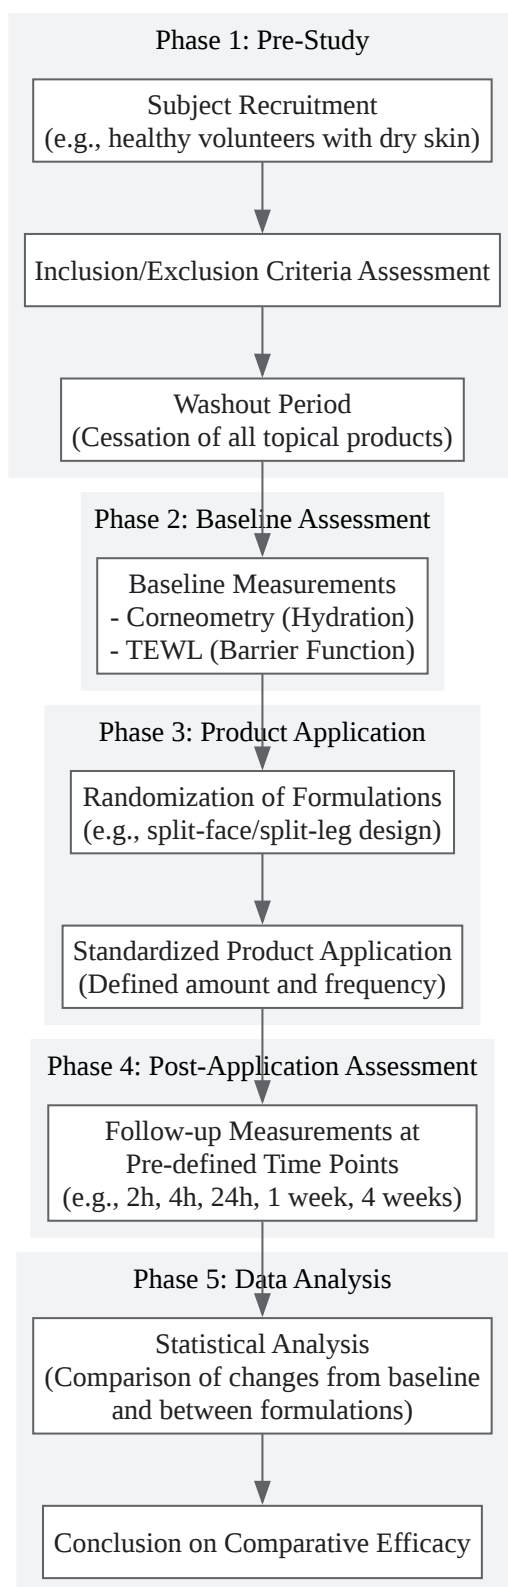 Phase 1: Pre-Study
Subject Recruitment
(e.g., healthy volunteers with dry skin)
Inclusion/Exclusion Criteria Assessment
Washout Period
(Cessation of all topical products)
Phase 2: Baseline Assessment
Baseline Measurements
- Corneometry (Hydration)
- TEWL (Barrier Function)
Phase 3: Product Application
Randomization of Formulations
(e.g., split-face/split-leg design)
Standardized Product Application
(Defined amount and frequency)
Phase 4: Post-Application Assessment
Follow-up Measurements at
Pre-defined Time Points
(e.g., 2h, 4h, 24h, 1 week, 4 weeks)
Phase 5: Data Analysis
Statistical Analysis
(Comparison of changes from baseline
and between formulations)
Conclusion on Comparative Efficacy